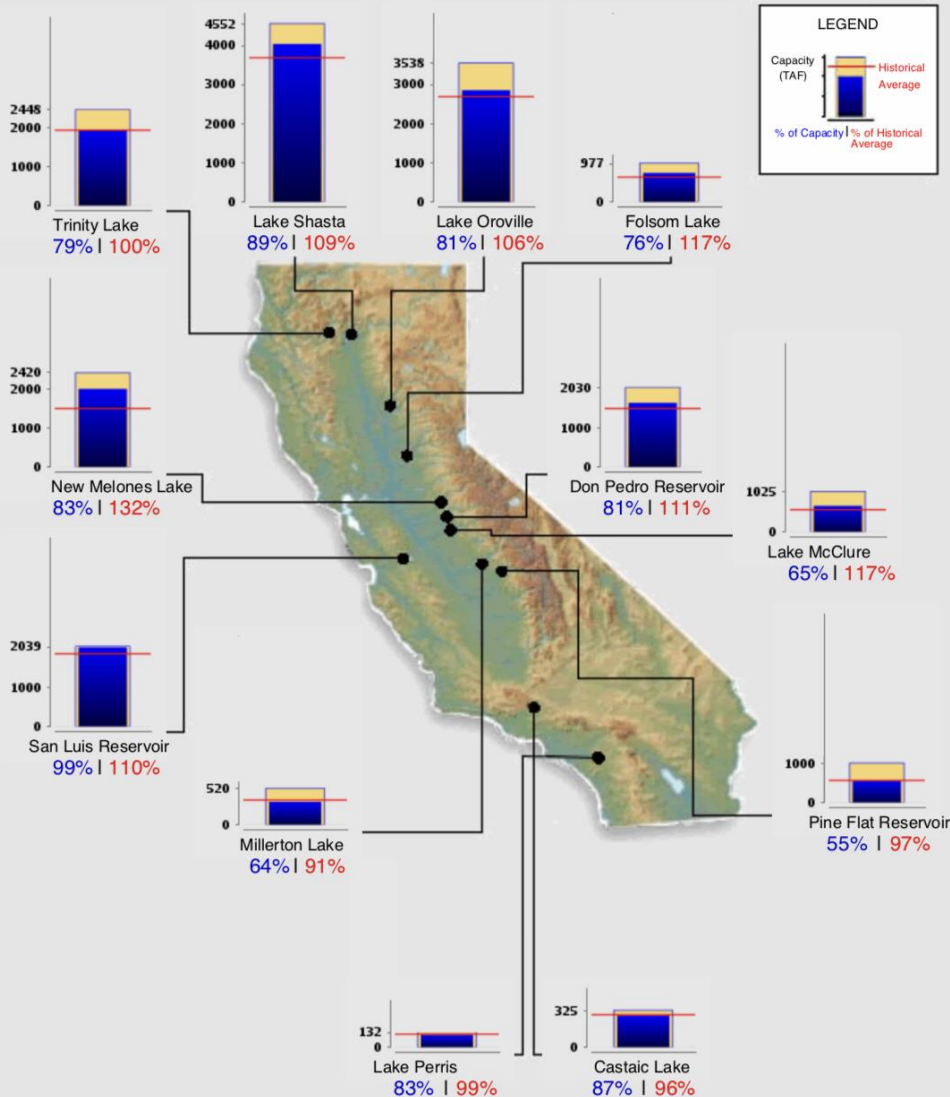 LEGEND
Capacity
(TAF)
Historical
Average
% of Capacity | % of Historical
Average
2448
2000
1000
0
Trinity Lake
79% | 100%
4552
4000
3000
2000
1000
0
Lake Shasta
89% | 109%
3538
3000
2000
1000
0
Lake Oroville
81% | 106%
977
0
Folsom Lake
76% | 117%
2420
2000
1000
0
New Melones Lake
83% | 132%
2030
1000
0
Don Pedro Reservoir
81% | 111%
1025
0
Lake McClure
65% | 117%
2039
1000
0
San Luis Reservoir
99% | 110%
520
0
Millerton Lake
64% | 91%
1000
0
Pine Flat Reservoir
55% | 97%
132
0
Lake Perris
83% | 99%
325
0
Castaic Lake
87% | 96%